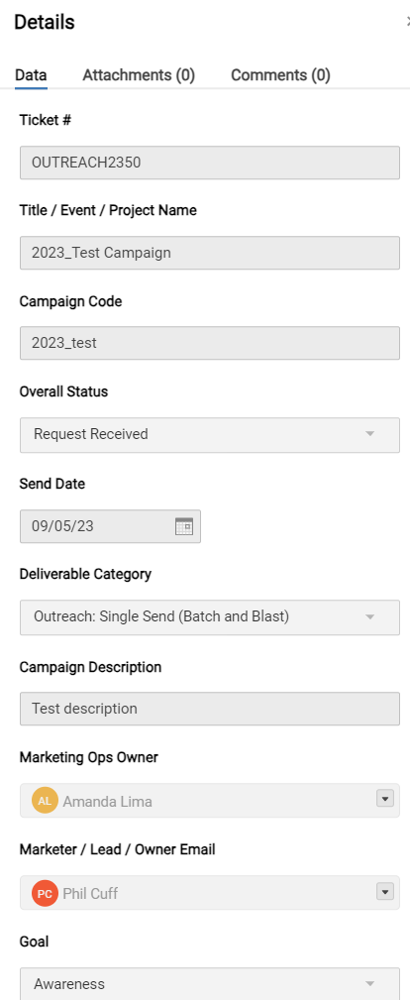 Details
Data Attachments (0) Comments (0)
Ticket #
OUTREACH2350
Title / Event / Project Name
2023_Test Campaign
Campaign Code
2023_test
Overall Status
Request Received
Send Date
09/05/23
Deliverable Category
Outreach: Single Send (Batch and Blast)
Campaign Description
Test description
Marketing Ops Owner
AL Amanda Lima
Marketer / Lead / Owner Email
PC Phil Cuff
Goal
Awareness